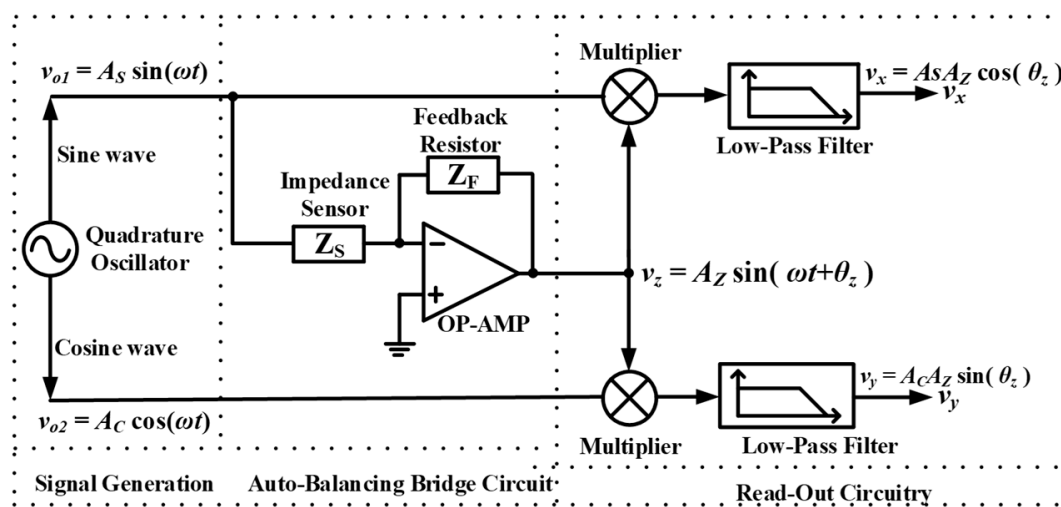 v_o1 = A_S sin(ωt)
Sine wave
Quadrature
Oscillator
Cosine wave
v_o2 = A_C cos(ωt)
Signal Generation
Impedance
Sensor
Z_S
Feedback
Resistor
Z_F
−
+
OP-AMP
Auto-Balancing Bridge Circuit
Multiplier
Low-Pass Filter
v_x = AsA_Z cos( θ_z)
v_x
v_z = A_Z sin( ωt+θ_z)
Multiplier
Low-Pass Filter
v_y = A_CA_Z sin( θ_z)
v_y
Read-Out Circuitry